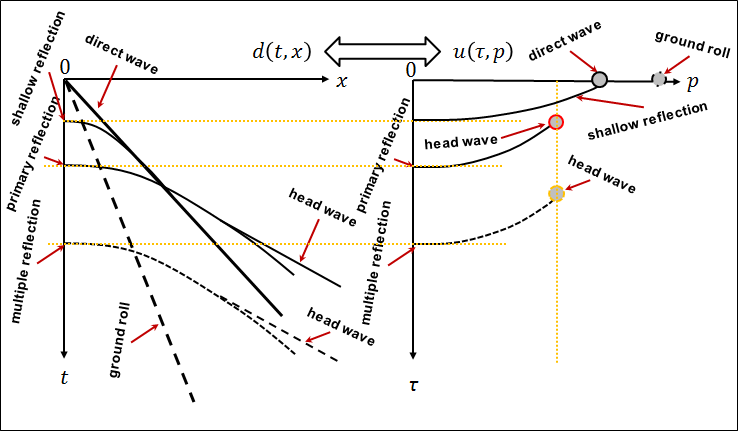 shallow reflection
0
direct wave
d(t, x)
x
u(τ, p)
0
direct wave
ground roll
p
primary reflection
multiple reflection
head wave
head wave
ground roll
t
primary reflection
head wave
shallow reflection
head wave
multiple reflection
τ